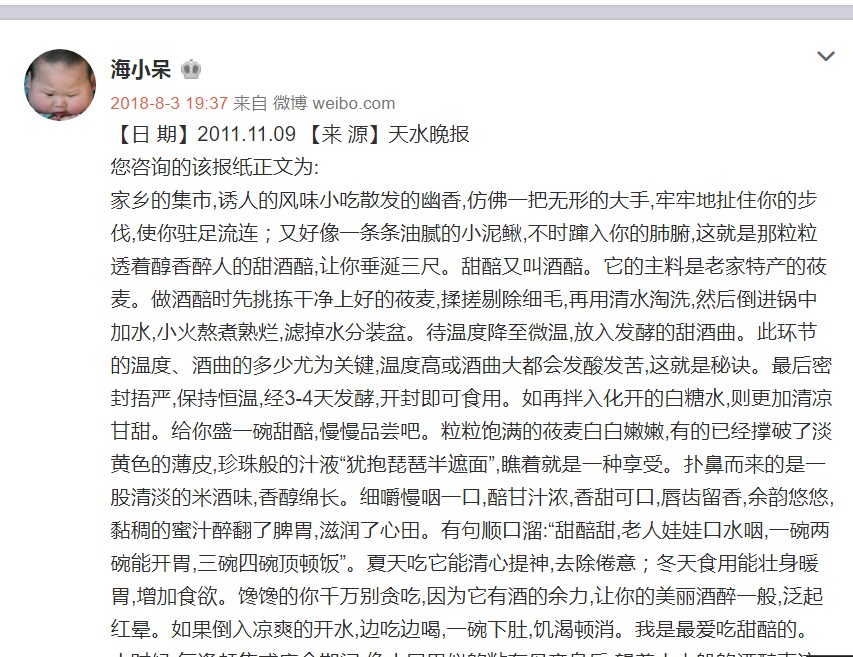 海小呆
2018-8-3 19:37 来自 微博 weibo.com
【日 期】2011.11.09 【来 源】天水晚报
您咨询的该报纸正文为:
家乡的集市,诱人的风味小吃散发的幽香,仿佛一把无形的大手,牢牢地扯住你的步
伐,使你驻足流连；又好像一条条油腻的小泥鳅,不时蹿入你的肺腑,这就是那粒粒
透着醇香醉人的甜酒醅,让你垂涎三尺。甜醅又叫酒醅。它的主料是老家特产的莜
麦。做酒醅时先挑拣干净上好的莜麦,揉搓剔除细毛,再用清水淘洗,然后倒进锅中
加水,小火熬煮熟烂,滤掉水分装盆。待温度降至微温,放入发酵的甜酒曲。此环节
的温度、酒曲的多少尤为关键,温度高或酒曲大都会发酸发苦,这就是秘诀。最后密
封捂严,保持恒温,经3-4天发酵,开封即可食用。如再拌入化开的白糖水,则更加清凉
甘甜。给你盛一碗甜醅,慢慢品尝吧。粒粒饱满的莜麦白白嫩嫩,有的已经撑破了淡
黄色的薄皮,珍珠般的汁液“犹抱琵琶半遮面”,瞧着就是一种享受。扑鼻而来的是一
股清淡的米酒味,香醇绵长。细嚼慢咽一口,醅甘汁浓,香甜可口,唇齿留香,余韵悠悠,
黏稠的蜜汁醉翻了脾胃,滋润了心田。有句顺口溜:“甜醅甜,老人娃娃口水咽,一碗两
碗能开胃,三碗四碗顶顿饭”。夏天吃它能清心提神,去除倦意；冬天食用能壮身暖
胃,增加食欲。馋馋的你千万别贪吃,因为它有酒的余力,让你的美丽酒醉一般,泛起
红晕。如果倒入凉爽的开水,边吃边喝,一碗下肚,饥渴顿消。我是最爱吃甜醅的。